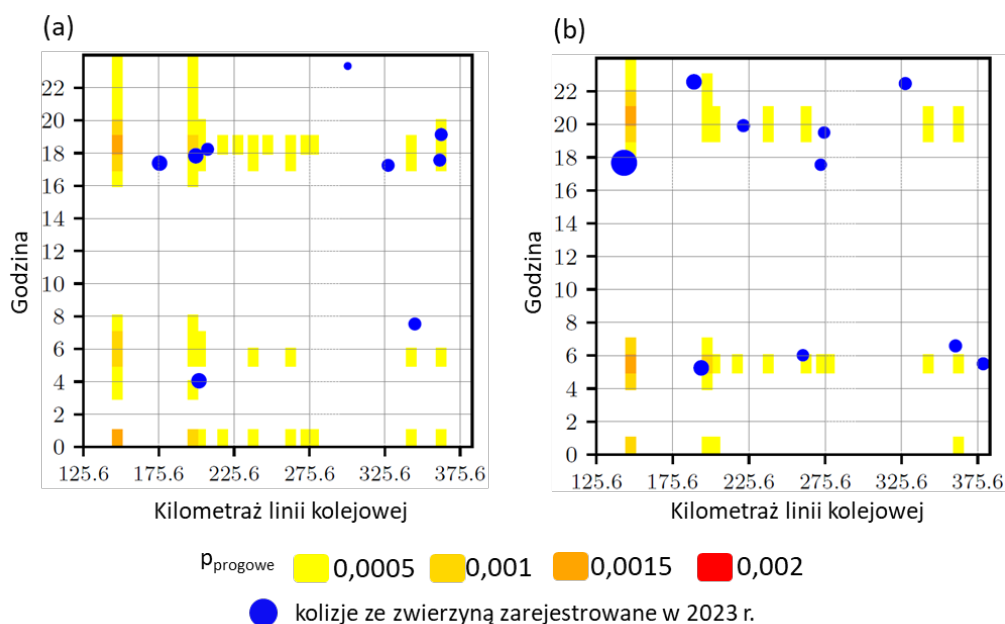 (a)
(b)
22
20
18
16
14
12
10
8
6
4
2
0
Godzina
125.6 175.6 225.6 275.6 325.6 375.6
Kilometraż linii kolejowej
22
20
18
16
14
12
10
8
6
4
2
0
Godzina
125.6 175.6 225.6 275.6 325.6 375.6
Kilometraż linii kolejowej
pprogowe 0,0005 0,001 0,0015 0,002
kolizje ze zwierzyną zarejestrowane w 2023 r.